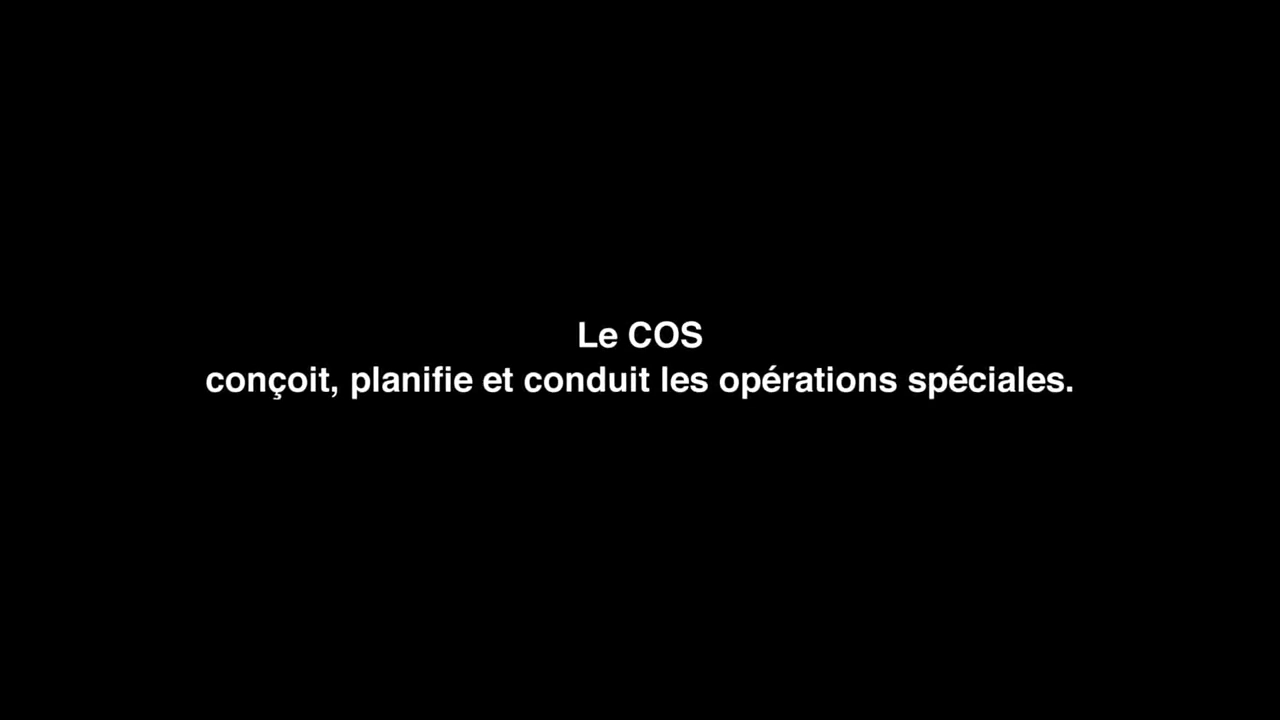 Le COS
conçoit, planifie et conduit les opérations spéciales.